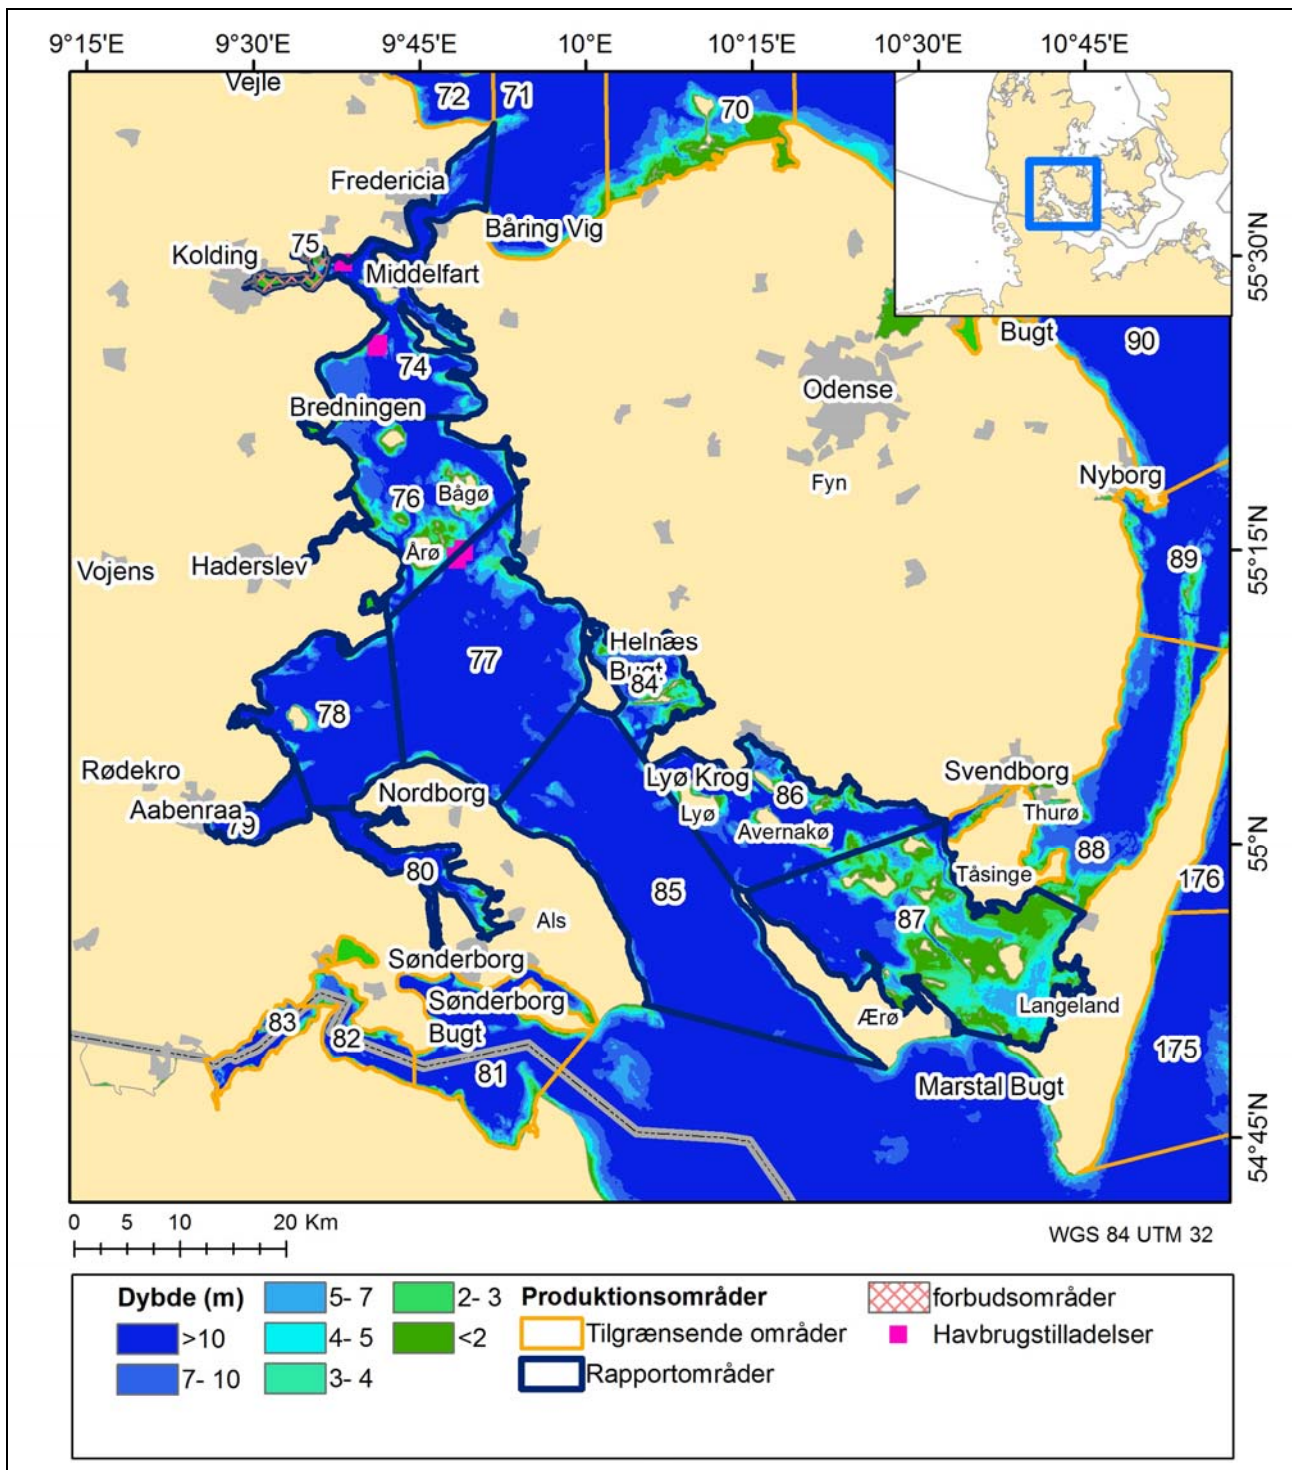 9°15'E 9°30'E 9°45'E 10°0'E 10°15'E 10°30'E 10°45'E
Vejle
72 71
70
Fredericia
Båring Vig
75
Kolding
Middelfart
55°30'N
Bugt
90
74
Odense
Bredningen
Nyborg
Fyn
Bågø
76
Årø
Haderslev
Vojens
55°15'N
89
Helnæs
Bugt
77
84
78
Rødekro
Nordborg
Lyø Krog
86
Svendborg
Aabenraa
79
Lyø
Avernakø
Thurø
55°0'N
88
80
Tåsinge
176
85
Als
87
Sønderborg
Sønderborg
Bugt
Langeland
Ærø
83
82
81
175
Marstal Bugt
54°45'N
0 5 10 20 Km
WGS 84 UTM 32
Dybde (m)
>10
7- 10
5- 7
4- 5
3- 4
2- 3
<2
Produktionsområder
Tilgrænsende områder
Rapportområder
forbudsområder
Havbrugstilladelser